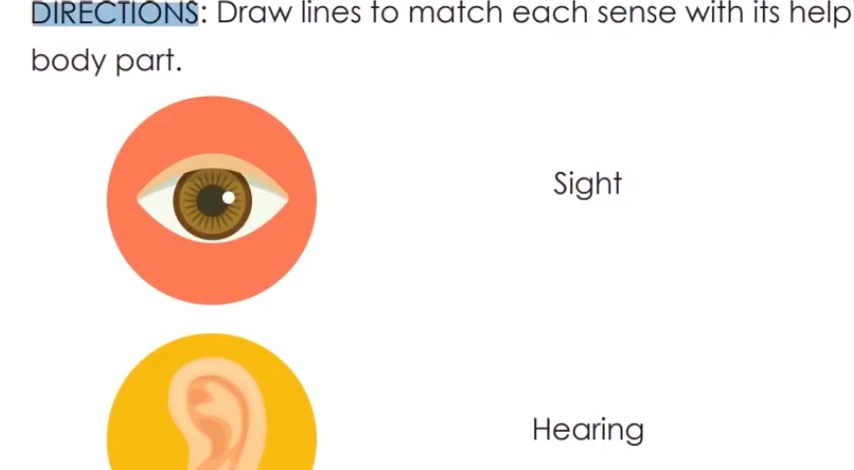 DIRECTIONS: Draw lines to match each sense with its help
body part.
Sight
Hearing